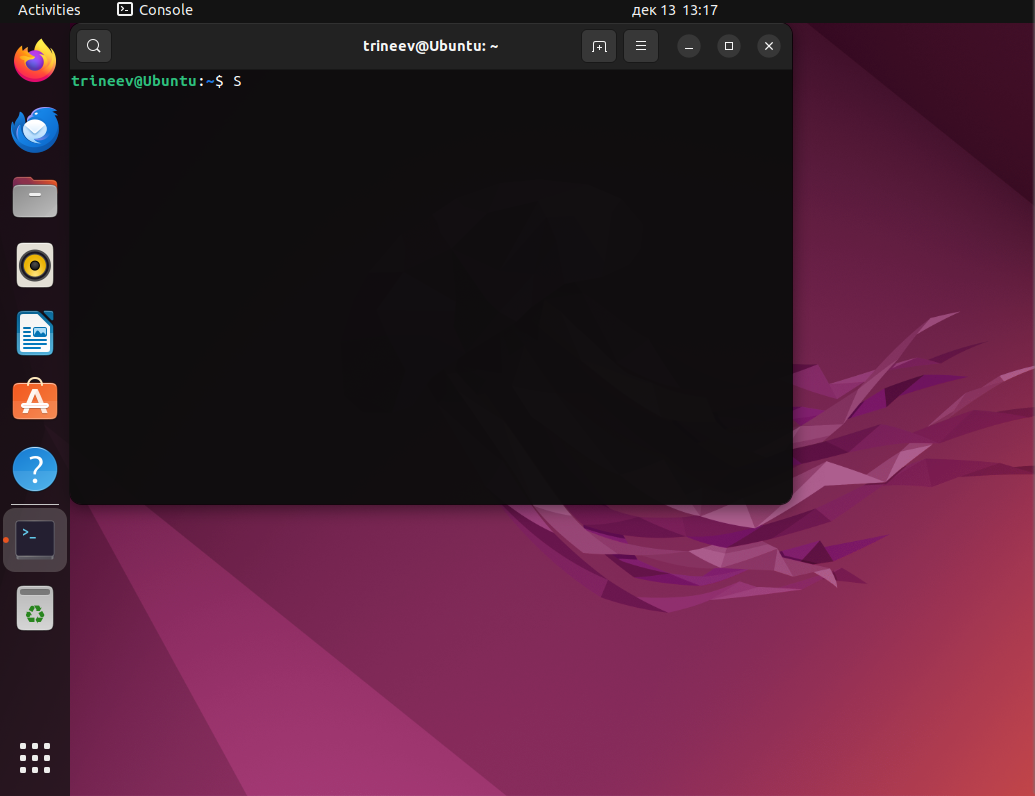 Activities
Console
дек 13 13:17
trineev@Ubuntu: ~
trineev@Ubuntu:~$ S